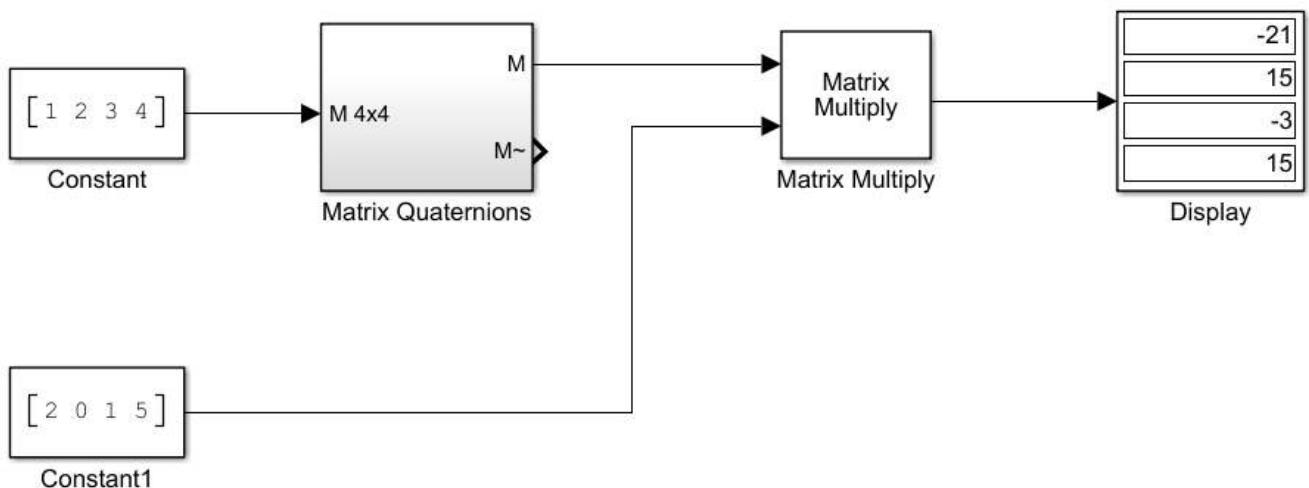 [1 2 3 4]
Constant
M 4x4
M
M~
Matrix Quaternions
Matrix
Multiply
Matrix Multiply
-21
15
-3
15
Display
[2 0 1 5]
Constant1